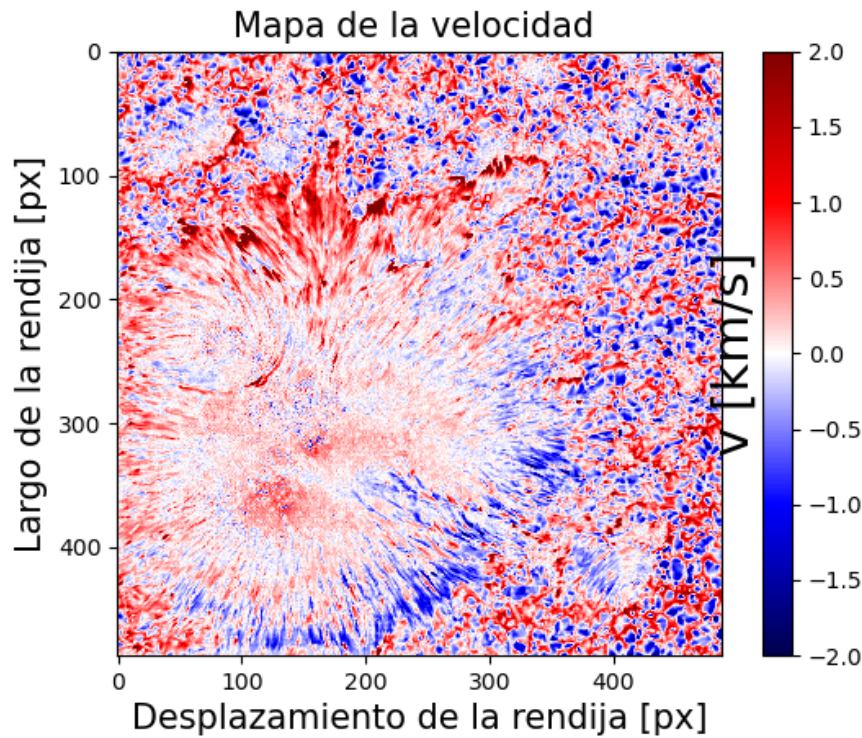 Mapa de la velocidad
0
100
200
300
400
Largo de la rendija [px]
0 100 200 300 400
Desplazamiento de la rendija [px]
2.0
1.5
1.0
0.5
0.0
−0.5
−1.0
−1.5
−2.0
v [km/s]